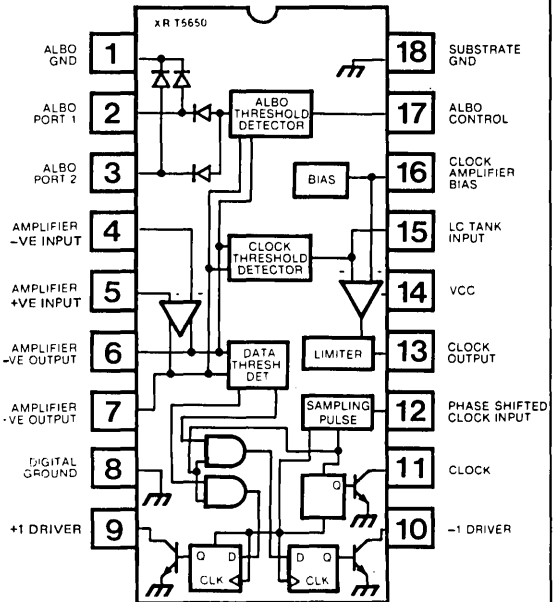 XR T5650
ALBO
GND
1
ALBO
PORT 1
2
ALBO
PORT 2
3
AMPLIFIER
-VE INPUT
4
AMPLIFIER
+VE INPUT
5
AMPLIFIER
-VE OUTPUT
6
AMPLIFIER
-VE OUTPUT
7
DIGITAL
GROUND
8
+1 DRIVER
9
18
SUBSTRATE
GND
17
ALBO
CONTROL
16
CLOCK
AMPLIFIER
BIAS
15
LC TANK
INPUT
14
VCC
13
CLOCK
OUTPUT
12
PHASE SHIFTED
CLOCK INPUT
11
CLOCK
10
-1 DRIVER
ALBO
THRESHOLD
DETECTOR
BIAS
CLOCK
THRESHOLD
DETECTOR
LIMITER
DATA
THRESH
DET
SAMPLING
PULSE
Q
Q D
CLK
D Q
CLK